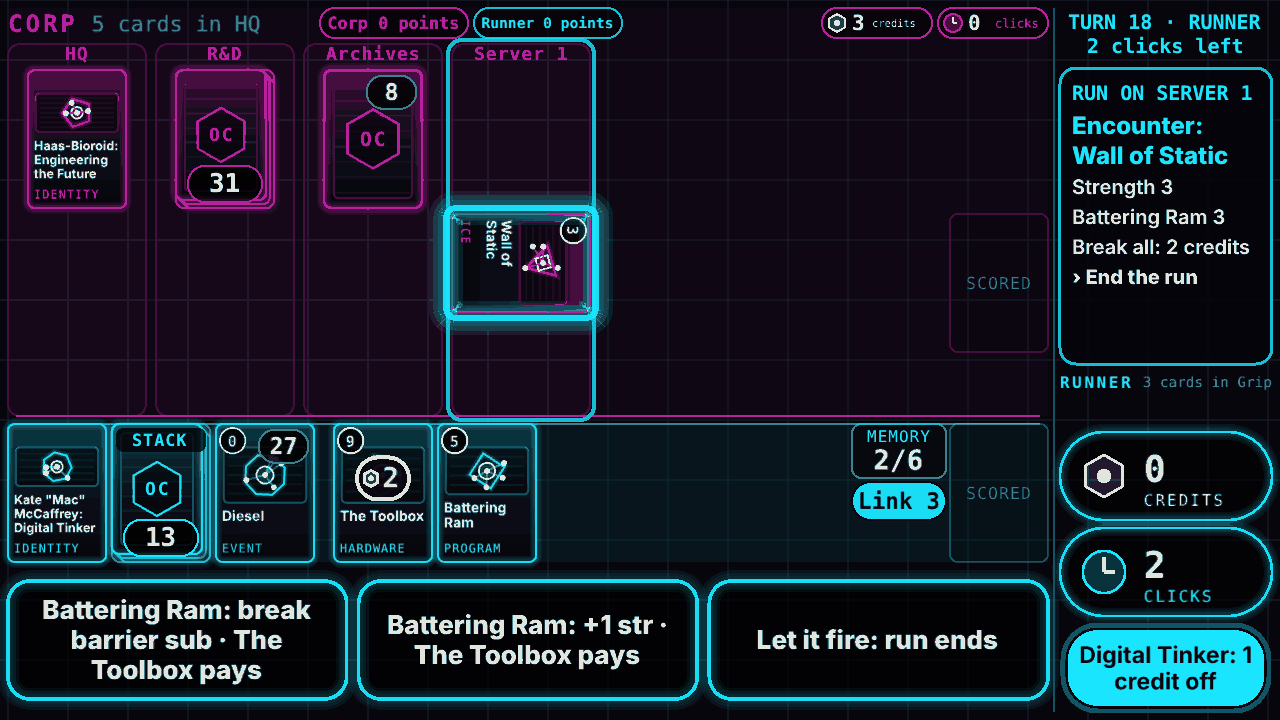 CORP 5 cards in HQ
Corp 0 points
Runner 0 points
3 credits
0 clicks
TURN 18 · RUNNER
2 clicks left
HQ
R&D
Archives
Server 1
Haas-Bioroid:
Engineering
the Future
IDENTITY
OC
31
8
OC
Wall of
Static
ICE
3
SCORED
RUN ON SERVER 1
Encounter:
Wall of Static
Strength 3
Battering Ram 3
Break all: 2 credits
› End the run
RUNNER 3 cards in Grip
Kate "Mac"
McCaffrey:
Digital Tinker
IDENTITY
STACK
OC
13
0
27
Diesel
EVENT
9
2
The Toolbox
HARDWARE
5
Battering
Ram
PROGRAM
MEMORY
2/6
Link 3
SCORED
0
CREDITS
2
CLICKS
Battering Ram: break
barrier sub · The
Toolbox pays
Battering Ram: +1 str ·
The Toolbox pays
Let it fire: run ends
Digital Tinker: 1
credit off